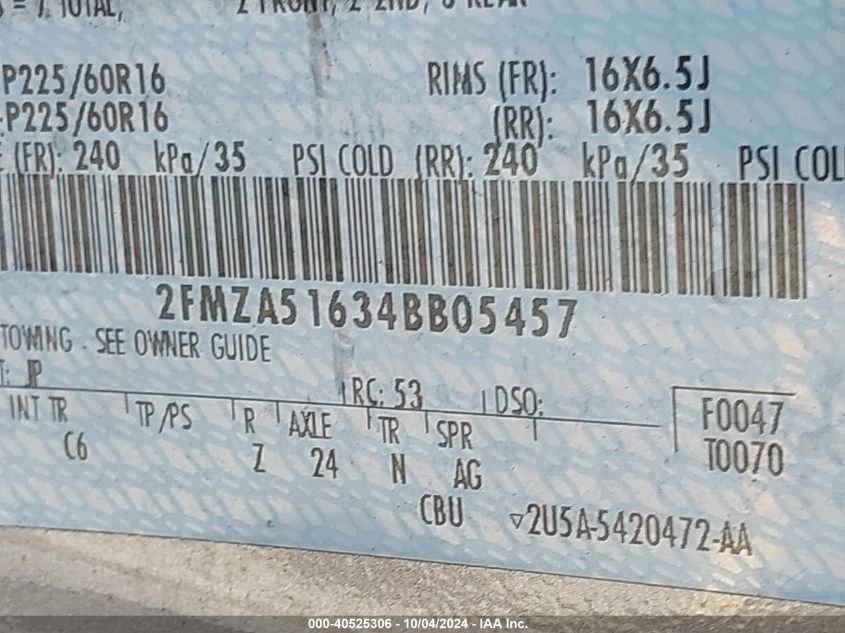 = 7 TOTAL, 2 FRONT, 2 2ND, 3 REAR
P225/60R16 RIMS (FR): 16X6.5J
:P225/60R16 (RR): 16X6.5J
(FR): 240 kPa/35 PSI COLD (RR): 240 kPa/35 PSI COL
2FMZA51634BB05457
TOWING - SEE OWNER GUIDE
: JP RC: 53 DSO:
INT TR TP/PS R AXLE TR SPR F0047
C6 Z 24 N AG T0070
CBU ▽2U5A-5420472-AA
000-40525306 - 10/04/2024 - IAA Inc.